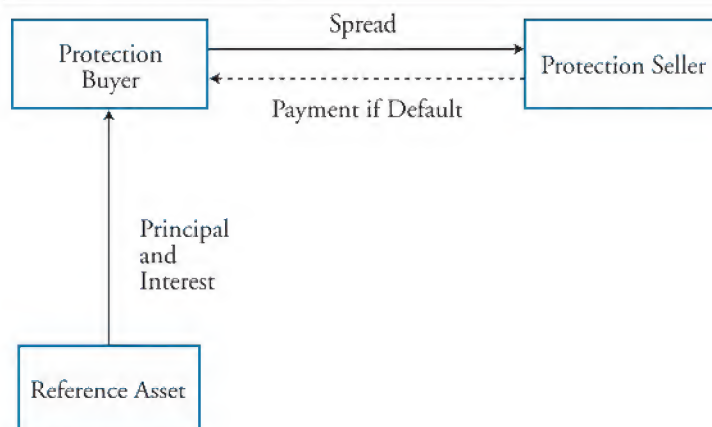 Spread
Protection
Buyer
Protection Seller
Payment if Default
Principal
and
Interest
Reference Asset